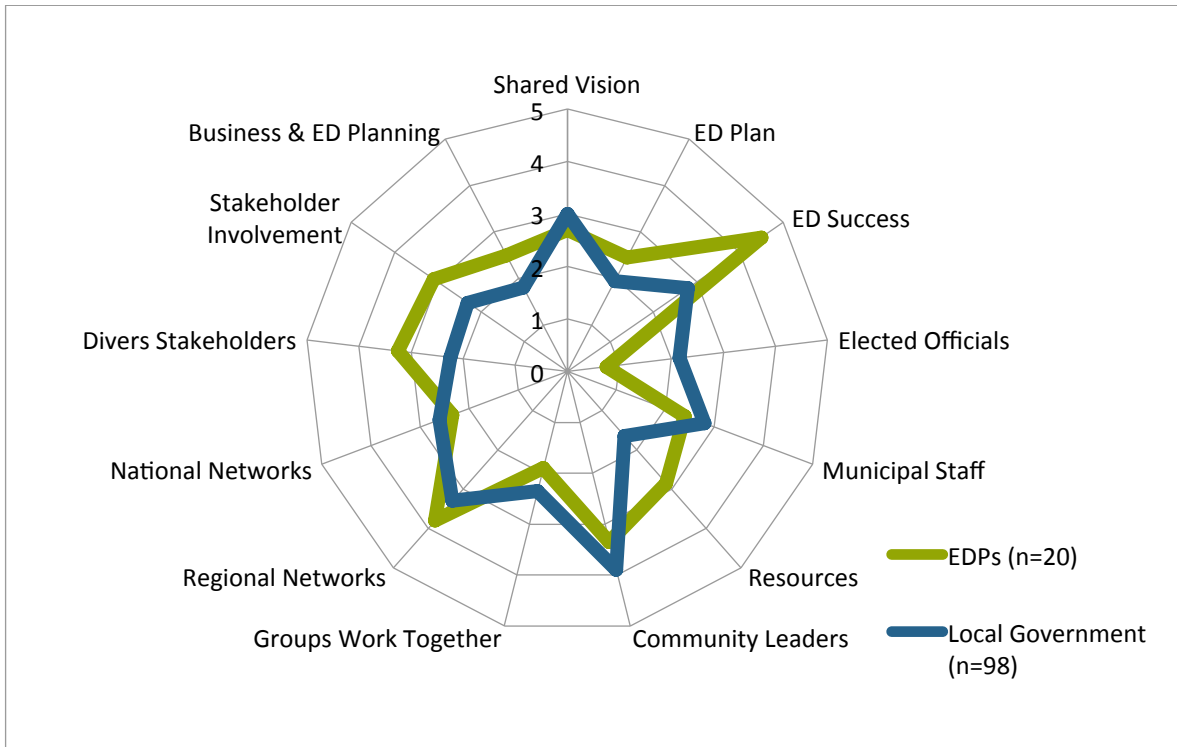 Shared Vision
ED Plan
ED Success
Elected Officials
Municipal Staff
Resources
Community Leaders
Groups Work Together
Regional Networks
National Networks
Divers Stakeholders
Stakeholder
Involvement
Business & ED Planning
5
4
3
2
1
0
EDPs (n=20)
Local Government
(n=98)